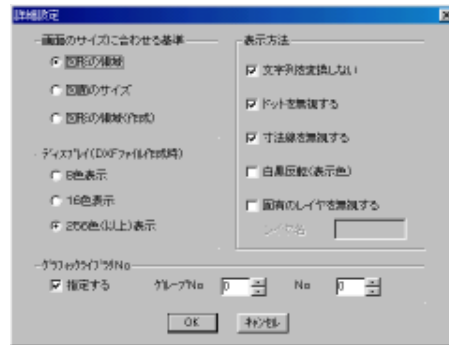 詳細設定
画面のサイズに合わせる基準
図形の領域
図面のサイズ
図形の領域(作成)
ディスプレイ(DXFファイル作成時)
8色表示
16色表示
256色(以上)表示
表示方法
文字列を変換しない
ドットを無視する
寸法線を無視する
白黒反転(表示色)
固有のレイヤを無視する
レイヤ名
グラフィックライブラリNo
指定する
グループNo
0
No
0
OK
キャンセル